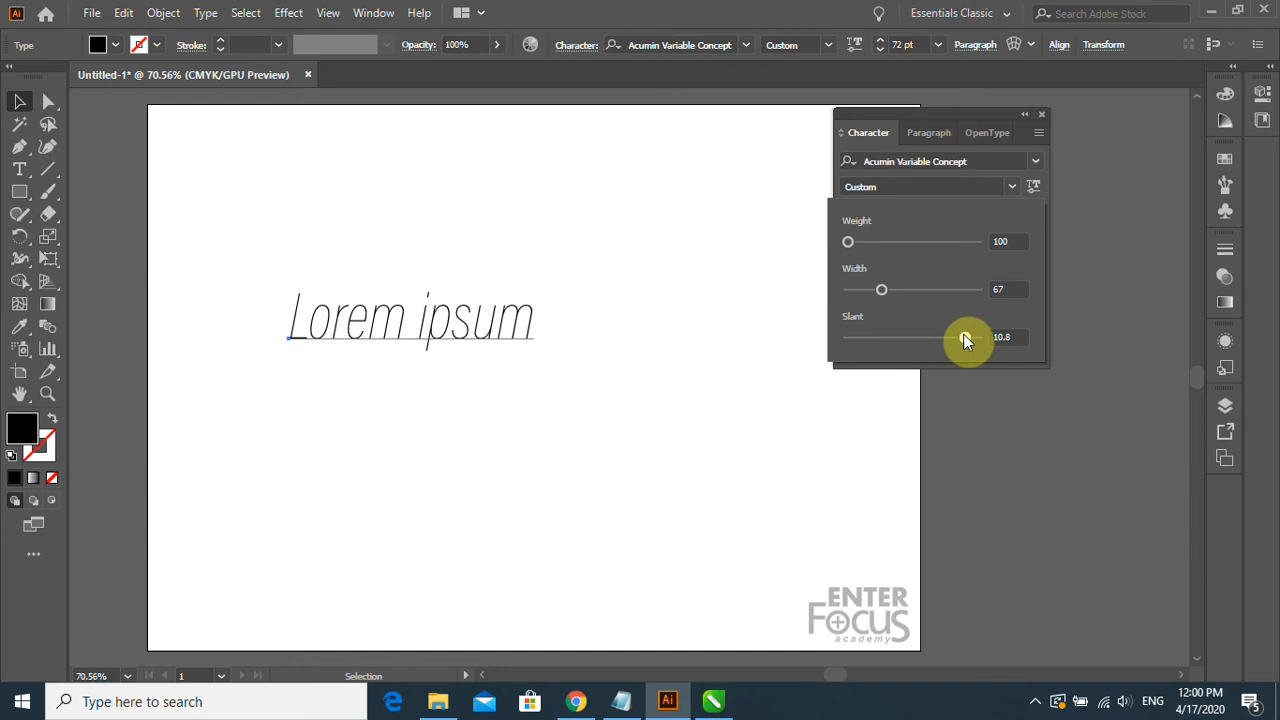 Ai File Edit Object Type Select Effect View Window Help Essentials Classic Search Adobe Stock
Type Stroke: Opacity: 100% Character: Acumin Variable Concept Custom 72 pt Paragraph Align Transform
Untitled-1* @ 70.56% (CMYK/GPU Preview)
Character Paragraph OpenType
Acumin Variable Concept
Custom
Weight
100
Width
67
Slant
10.8
Lorem ipsum
ENTER
FOCUS
academy
70.56% 1 Selection
Type here to search
Ai
ENG
12:00 PM
4/17/2020
5